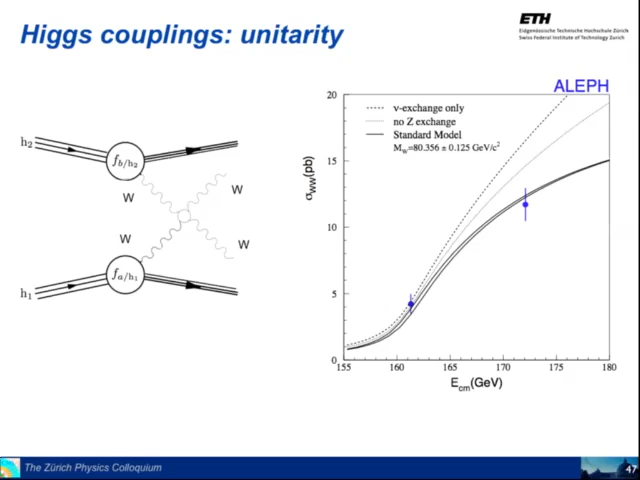 Higgs couplings: unitarity
ETH
Eidgenössische Technische Hochschule Zürich
Swiss Federal Institute of Technology Zurich
h₂
f_b/h₂
W
W
W
W
f_a/h₁
h₁
ALEPH
ν-exchange only
no Z exchange
Standard Model
M_W=80.356 ± 0.125 GeV/c²
σ_WW(pb)
20
15
10
5
0
155 160 165 170 175 180
E_cm(GeV)
The Zürich Physics Colloquium
47